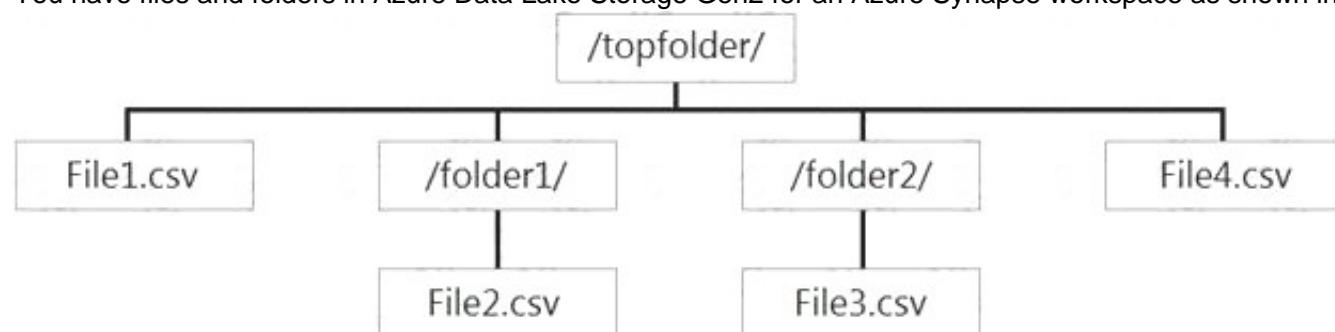 You have files and folders in Azure Data Lake Storage Gen2 for an Azure Synapse workspace as shown in
/topfolder/
File1.csv
/folder1/
/folder2/
File4.csv
File2.csv
File3.csv